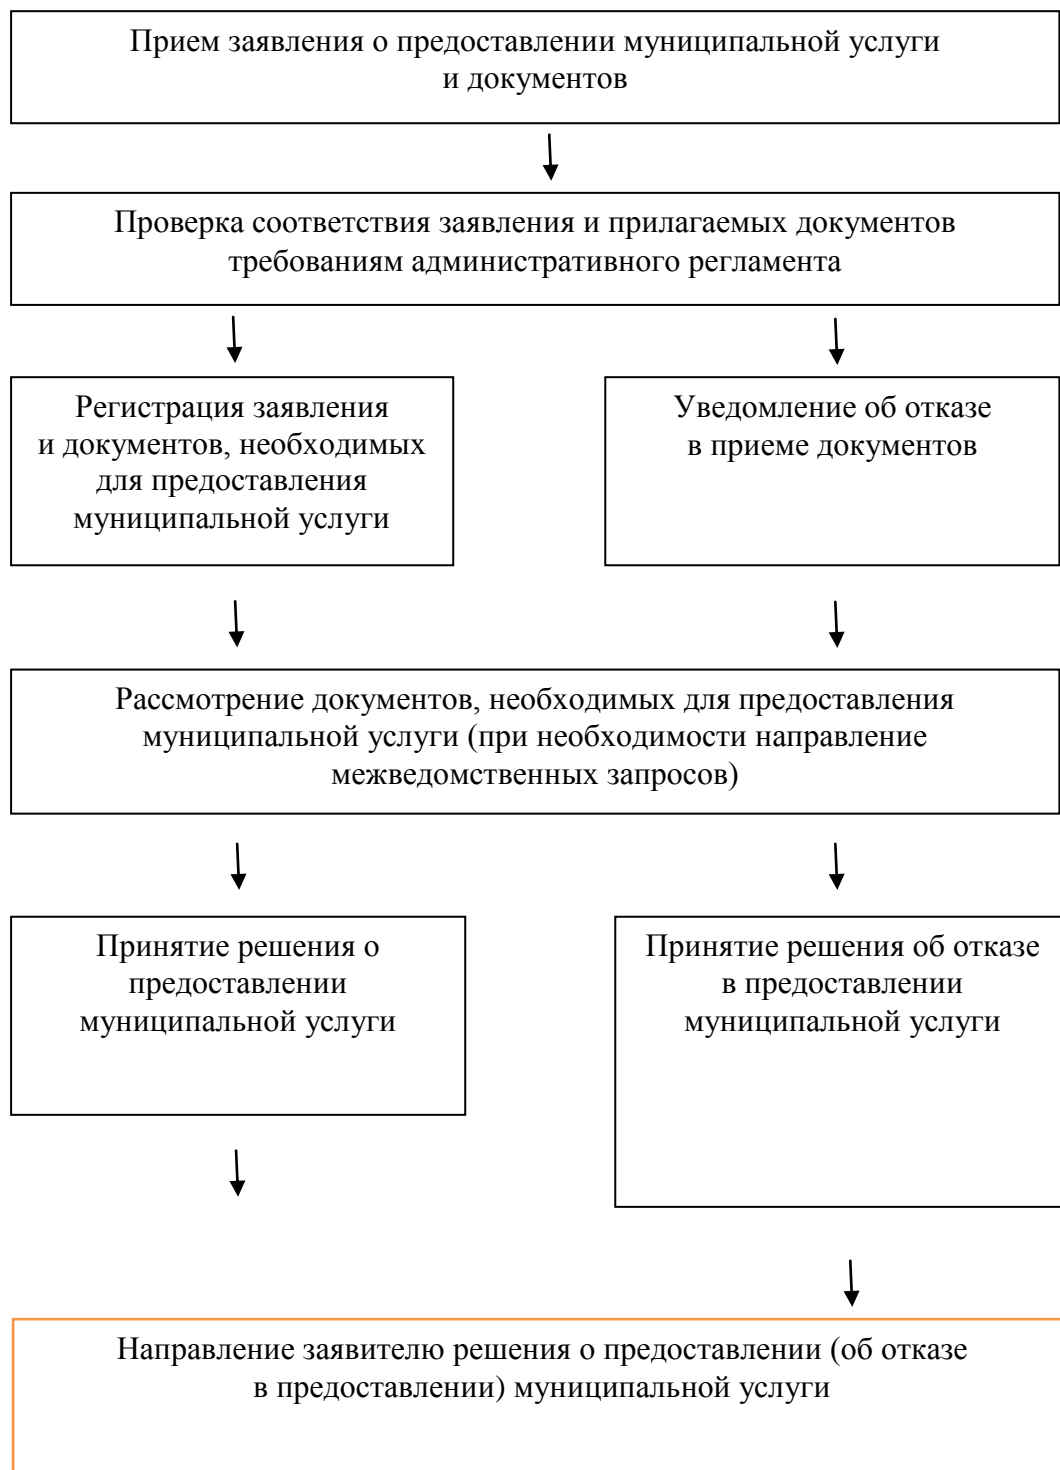 Прием заявления о предоставлении муниципальной услуги
и документов
Проверка соответствия заявления и прилагаемых документов
требованиям административного регламента
Регистрация заявления
и документов, необходимых
для предоставления
муниципальной услуги
Уведомление об отказе
в приеме документов
Рассмотрение документов, необходимых для предоставления
муниципальной услуги (при необходимости направление
межведомственных запросов)
Принятие решения о
предоставлении
муниципальной услуги
Принятие решения об отказе
в предоставлении
муниципальной услуги
Направление заявителю решения о предоставлении (об отказе
в предоставлении) муниципальной услуги